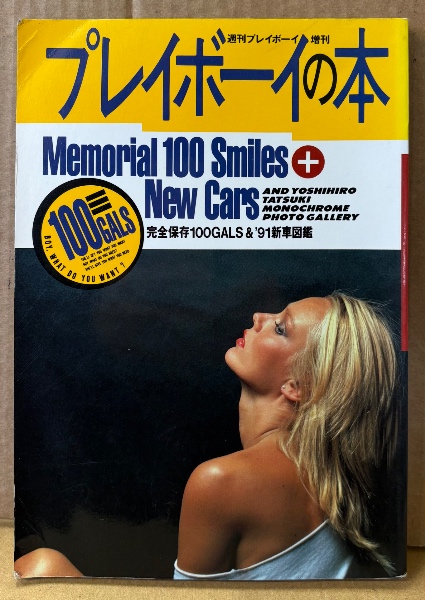 週刊プレイボーイ 増刊
プレイボーイの本
Memorial 100 Smiles +
New Cars
AND YOSHIHIRO
TATSUKI
MONOCHROME
PHOTO GALLERY
完全保存100GALS & '91新車図鑑
100
GALS
BOY, WHAT DO YOU WANT ?